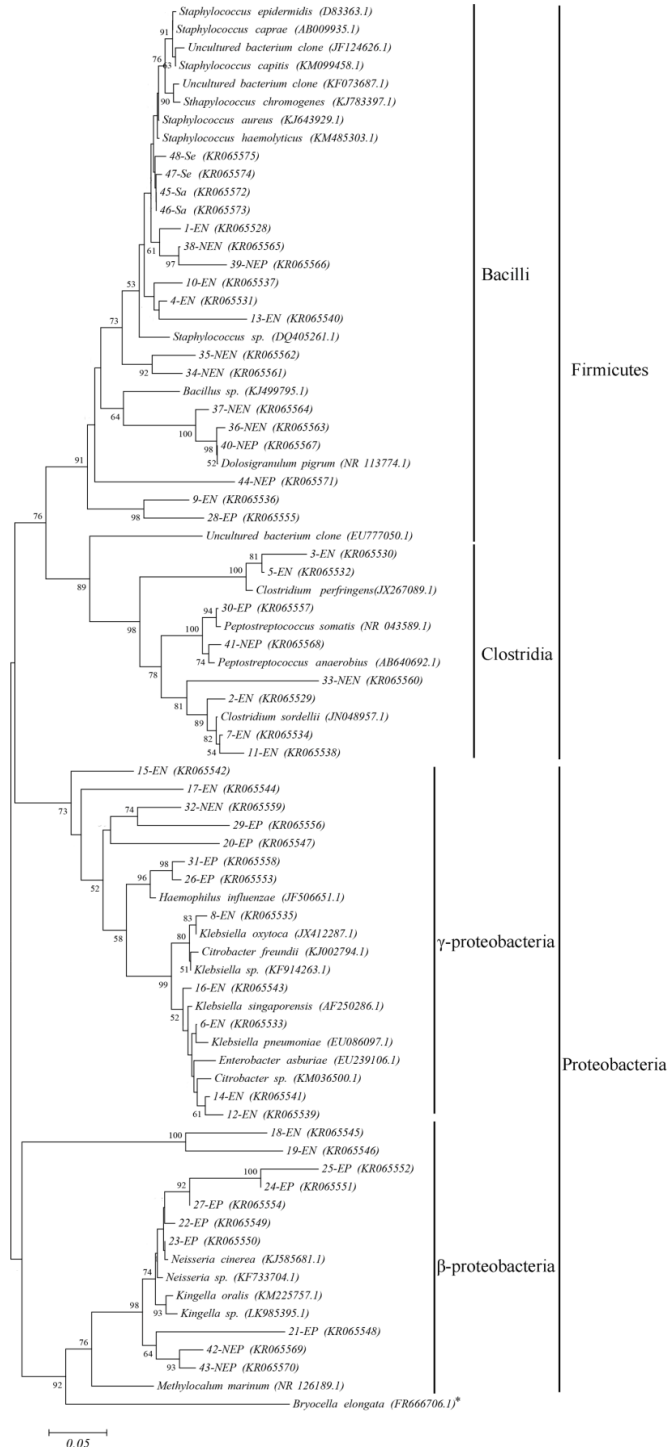 Staphylococcus epidermidis (D83363.1)
91
Staphylococcus caprae (AB009935.1)
Uncultured bacterium clone (JF124626.1)
76
63
Staphylococcus capitis (KM099458.1)
Uncultured bacterium clone (KF073687.1)
90
Sthapylococcus chromogenes (KJ783397.1)
Staphylococcus aureus (KJ643929.1)
Staphylococcus haemolyticus (KM485303.1)
48-Se (KR065575)
47-Se (KR065574)
45-Sa (KR065572)
46-Sa (KR065573)
1-EN (KR065528)
61
38-NEN (KR065565)
97
39-NEP (KR065566)
Bacilli
53
10-EN (KR065537)
4-EN (KR065531)
73
13-EN (KR065540)
Staphylococcus sp. (DQ405261.1)
35-NEN (KR065562)
92
34-NEN (KR065561)
Firmicutes
Bacillus sp. (KJ499795.1)
64
37-NEN (KR065564)
100
36-NEN (KR065563)
98
40-NEP (KR065567)
91
52
Dolosigranulum pigrum (NR 113774.1)
44-NEP (KR065571)
9-EN (KR065536)
98
28-EP (KR065555)
76
Uncultured bacterium clone (EU777050.1)
81
3-EN (KR065530)
100
5-EN (KR065532)
89
Clostridium perfringens(JX267089.1)
94
30-EP (KR065557)
98
100
Peptostreptococcus somatis (NR 043589.1)
41-NEP (KR065568)
Clostridia
74
Peptostreptococcus anaerobius (AB640692.1)
78
33-NEN (KR065560)
81
2-EN (KR065529)
89
Clostridium sordellii (JN048957.1)
82
7-EN (KR065534)
54
11-EN (KR065538)
15-EN (KR065542)
73
17-EN (KR065544)
74
32-NEN (KR065559)
29-EP (KR065556)
20-EP (KR065547)
98
31-EP (KR065558)
52
96
26-EP (KR065553)
Haemophilus influenzae (JF506651.1)
83
8-EN (KR065535)
58
80
Klebsiella oxytoca (JX412287.1)
γ-proteobacteria
Citrobacter freundii (KJ002794.1)
51
Klebsiella sp. (KF914263.1)
99
16-EN (KR065543)
Klebsiella singaporensis (AF250286.1)
52
6-EN (KR065533)
Klebsiella pneumoniae (EU086097.1)
Enterobacter asburiae (EU239106.1)
Proteobacteria
Citrobacter sp. (KM036500.1)
14-EN (KR065541)
61
12-EN (KR065539)
18-EN (KR065545)
100
19-EN (KR065546)
100
25-EP (KR065552)
92
24-EP (KR065551)
27-EP (KR065554)
22-EP (KR065549)
23-EP (KR065550)
Neisseria cinerea (KJ585681.1)
β-proteobacteria
74
Neisseria sp. (KF733704.1)
Kingella oralis (KM225757.1)
98
93
Kingella sp. (LK985395.1)
21-EP (KR065548)
76
64
42-NEP (KR065569)
93
43-NEP (KR065570)
92
Methylocalum marinum (NR 126189.1)
Bryocella elongata (FR666706.1)*
0.05